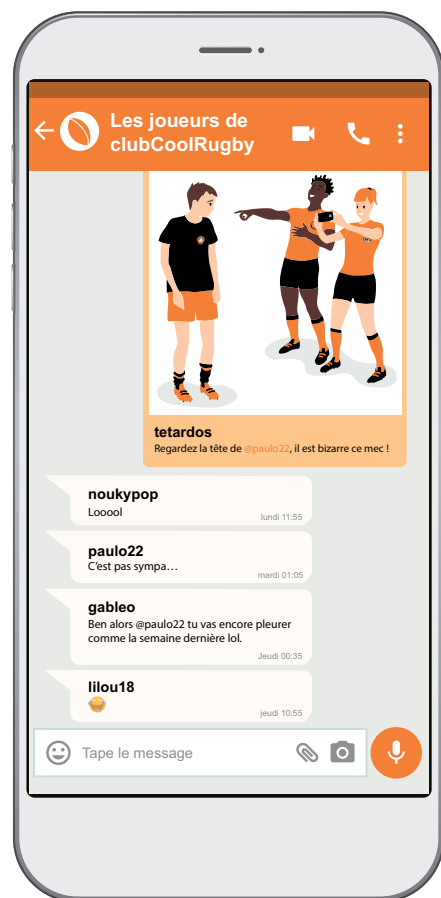 Les joueurs de
clubCoolRugby
tetardos
Regardez la tête de @paulo22, il est bizarre ce mec !
noukypop
Looool
lundi 11:55
paulo22
C'est pas sympa…
mardi 01:05
gableo
Ben alors @paulo22 tu vas encore pleurer
comme la semaine dernière lol.
Jeudi 00:35
lilou18
jeudi 10:55
Tape le message